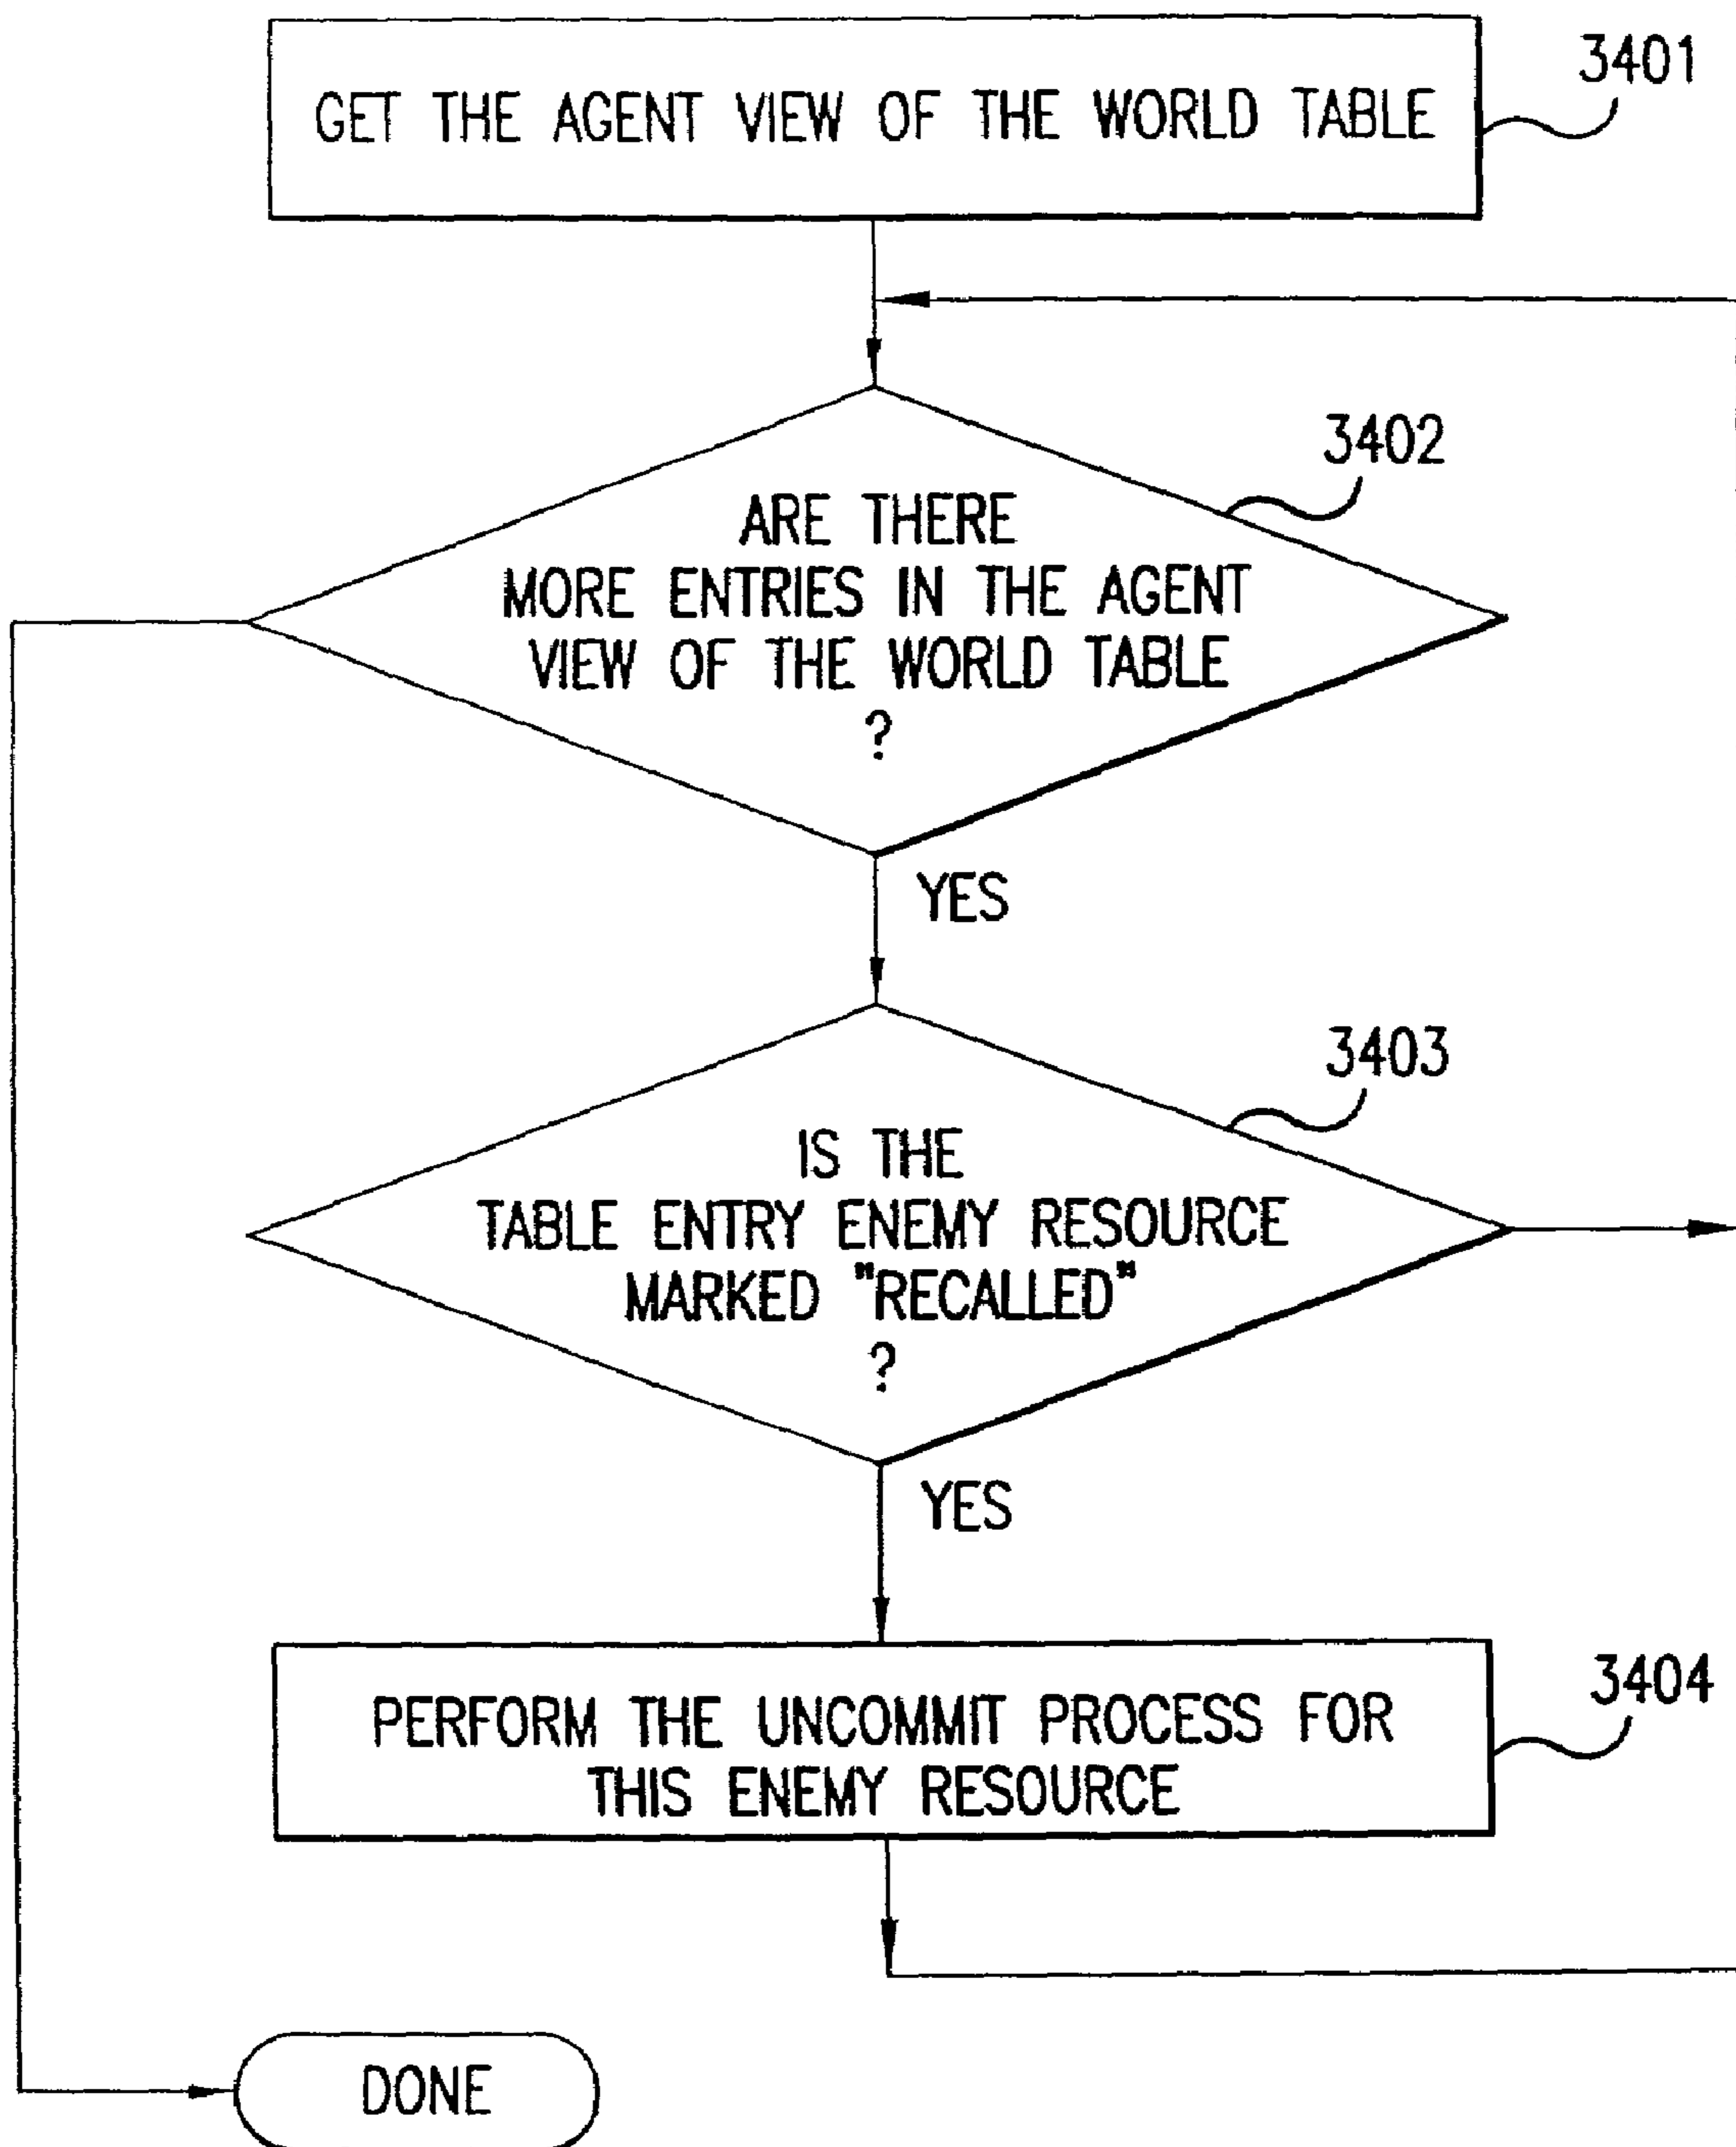 GET THE AGENT VIEW OF THE WORLD TABLE
3401
3402
ARE THERE
MORE ENTRIES IN THE AGENT
VIEW OF THE WORLD TABLE
?
YES
3403
IS THE
TABLE ENTRY ENEMY RESOURCE
MARKED "RECALLED"
?
YES
3404
PERFORM THE UNCOMMIT PROCESS FOR
THIS ENEMY RESOURCE
DONE